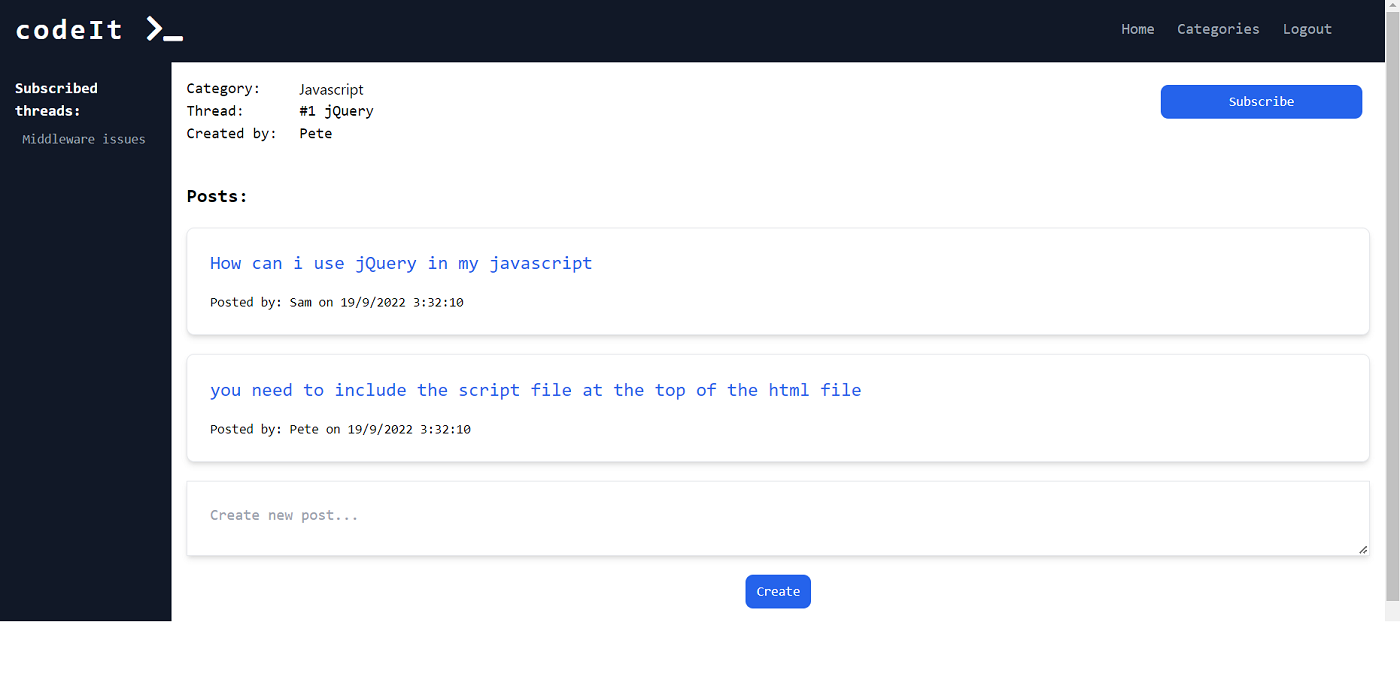 codeIt >_
Home Categories Logout
Subscribed
threads:
Middleware issues
Category: Javascript
Thread: #1 jQuery
Created by: Pete
Subscribe
Posts:
How can i use jQuery in my javascript
Posted by: Sam on 19/9/2022 3:32:10
you need to include the script file at the top of the html file
Posted by: Pete on 19/9/2022 3:32:10
Create new post...
Create